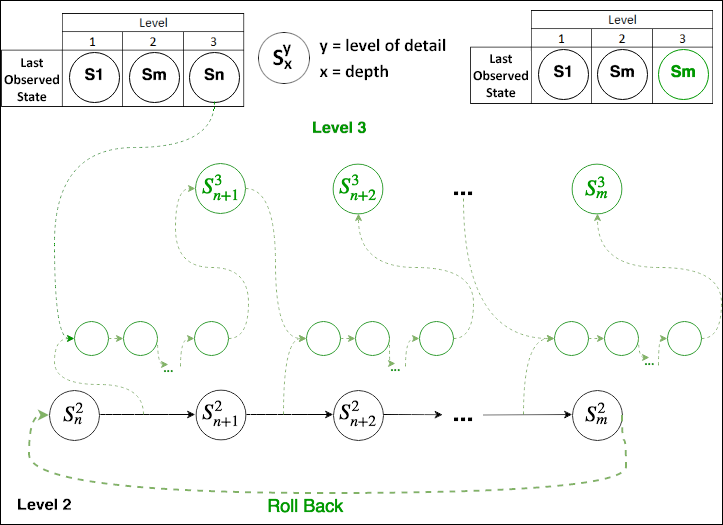 Level
1 2 3
Last Observed State
S1 Sm Sn
S_x^y
y = level of detail
x = depth
Level
1 2 3
Last Observed State
S1 Sm Sm
Level 3
S_{n+1}^3 S_{n+2}^3 ... S_m^3
... ... ...
S_n^2 S_{n+1}^2 S_{n+2}^2 ... S_m^2
Level 2
Roll Back